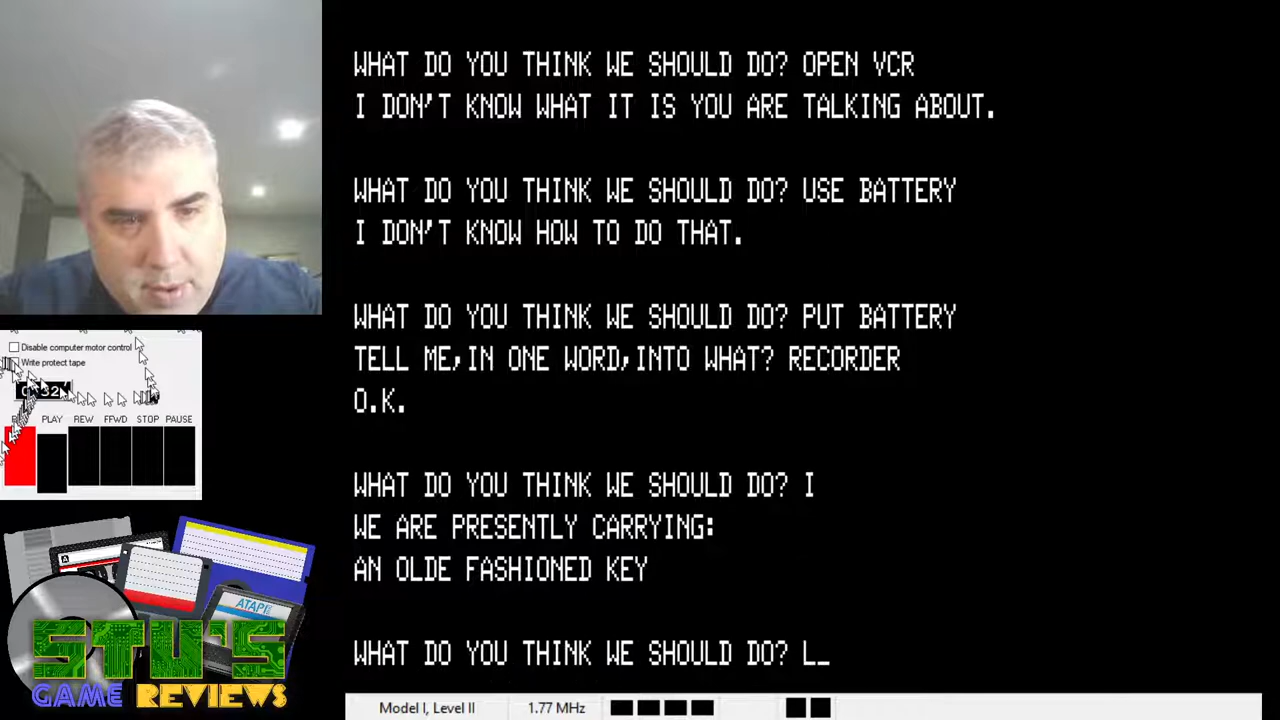 WHAT DO YOU THINK WE SHOULD DO? OPEN VCR
I DON'T KNOW WHAT IT IS YOU ARE TALKING ABOUT.
WHAT DO YOU THINK WE SHOULD DO? USE BATTERY
I DON'T KNOW HOW TO DO THAT.
WHAT DO YOU THINK WE SHOULD DO? PUT BATTERY
TELL ME,IN ONE WORD,INTO WHAT? RECORDER
O.K.
WHAT DO YOU THINK WE SHOULD DO? I
WE ARE PRESENTLY CARRYING:
AN OLDE FASHIONED KEY
WHAT DO YOU THINK WE SHOULD DO? L_
Disable computer motor control
Write protect tape
PLAY REW FFWD STOP PAUSE
ATAPI
STU'S
GAME REVIEWS
Model I, Level II 1.77 MHz